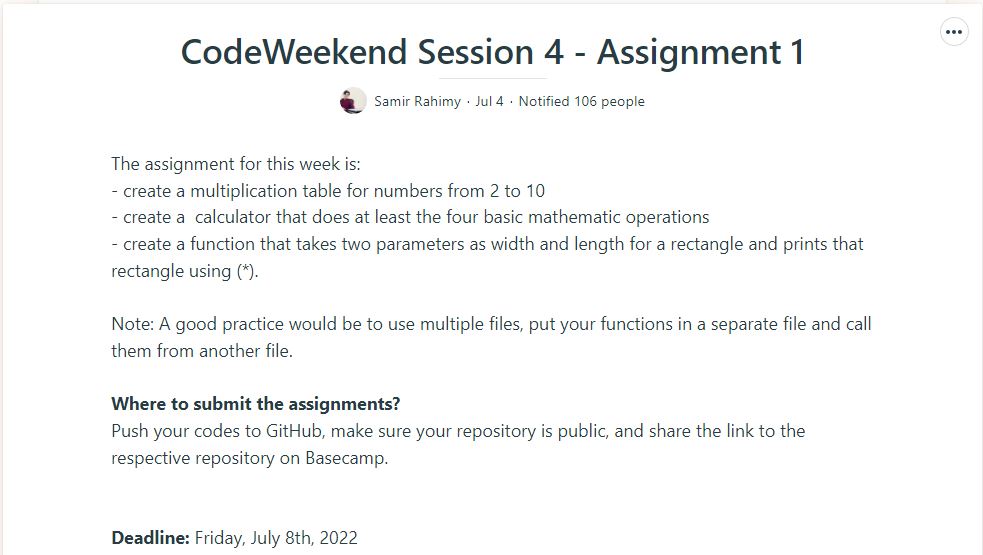 CodeWeekend Session 4 - Assignment 1
Samir Rahimy · Jul 4 · Notified 106 people
The assignment for this week is:
- create a multiplication table for numbers from 2 to 10
- create a  calculator that does at least the four basic mathematic operations
- create a function that takes two parameters as width and length for a rectangle and prints that
rectangle using (*).
Note: A good practice would be to use multiple files, put your functions in a separate file and call
them from another file.
Where to submit the assignments?
Push your codes to GitHub, make sure your repository is public, and share the link to the
respective repository on Basecamp.
Deadline: Friday, July 8th, 2022